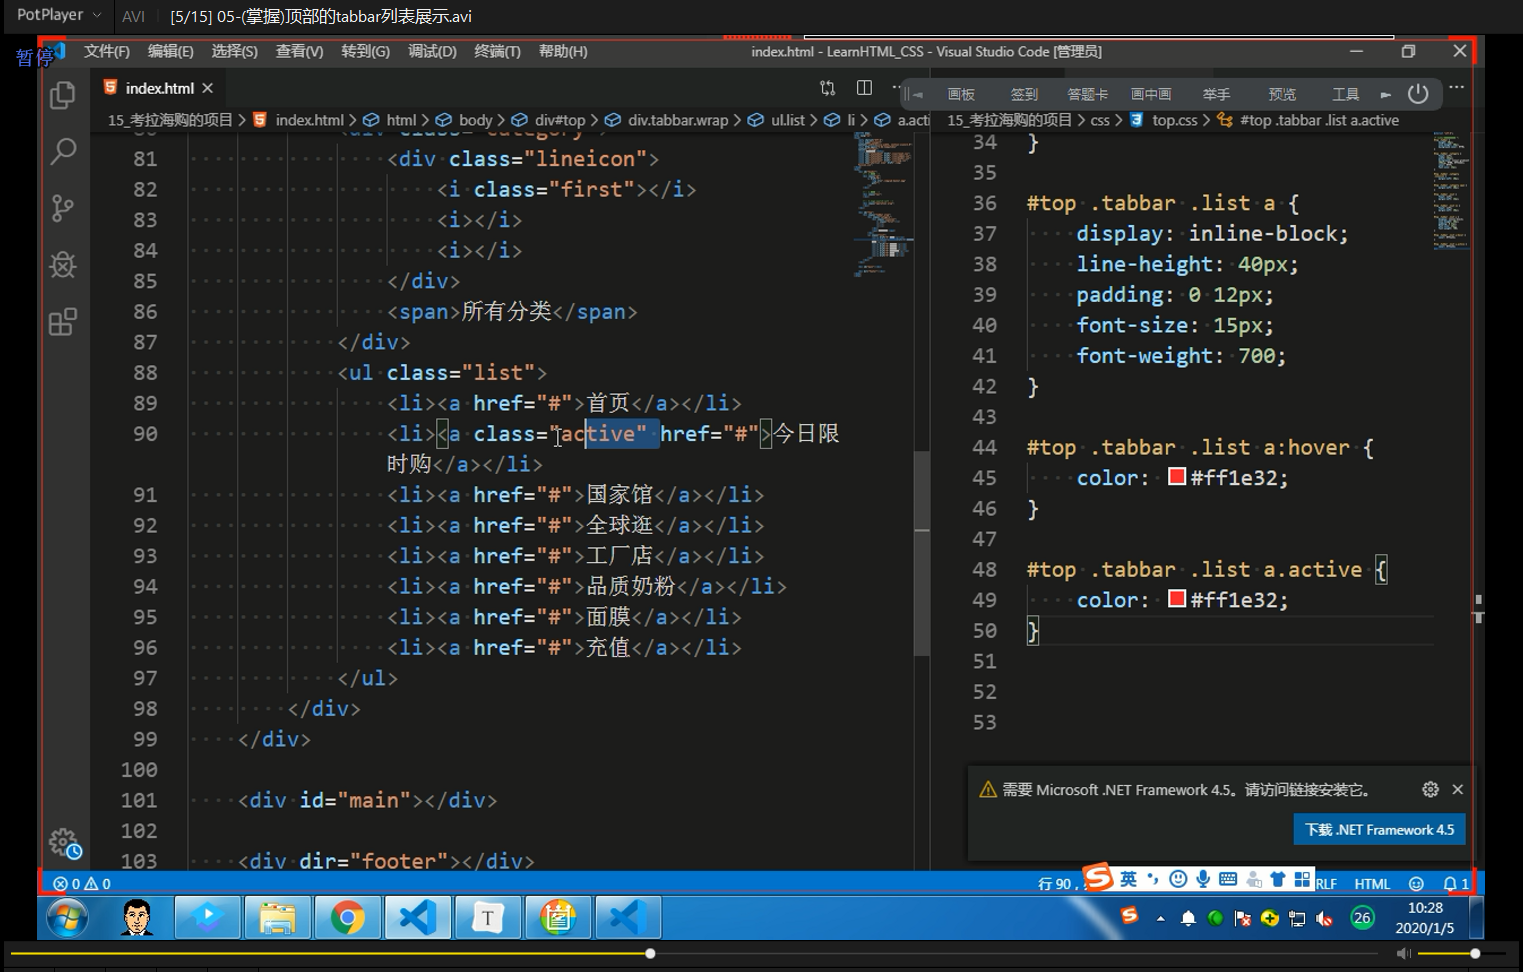 PotPlayer AVI [5/15] 05-(掌握)顶部的tabbar列表展示.avi
暂停
文件(F) 编辑(E) 选择(S) 查看(V) 转到(G) 调试(D) 终端(T) 帮助(H) index.html - LearnHTML_CSS - Visual Studio Code [管理员]
index.html
画板 签到 答题卡 画中画 举手 预览 工具
15_考拉海购的项目 > index.html > html > body > div#top > div.tabbar.wrap > ul.list > li > a.acti
15_考拉海购的项目 > css > top.css > #top .tabbar .list a.active
81 <div class="lineicon">
82 <i class="first"></i>
83 <i></i>
84 <i></i>
85 </div>
86 <span>所有分类</span>
87 </div>
88 <ul class="list">
89 <li><a href="#">首页</a></li>
90 <li><a class="active" href="#">今日限
时购</a></li>
91 <li><a href="#">国家馆</a></li>
92 <li><a href="#">全球逛</a></li>
93 <li><a href="#">工厂店</a></li>
94 <li><a href="#">品质奶粉</a></li>
95 <li><a href="#">面膜</a></li>
96 <li><a href="#">充值</a></li>
97 </ul>
98 </div>
99 </div>
100
101 <div id="main"></div>
102
103 <div dir="footer"></div>
34 }
35
36 #top .tabbar .list a {
37 display: inline-block;
38 line-height: 40px;
39 padding: 0 12px;
40 font-size: 15px;
41 font-weight: 700;
42 }
43
44 #top .tabbar .list a:hover {
45 color: #ff1e32;
46 }
47
48 #top .tabbar .list a.active {
49 color: #ff1e32;
50 }
51
52
53
需要 Microsoft .NET Framework 4.5。请访问链接安装它。
下载 .NET Framework 4.5
0 0
行 90，
英
RLF HTML 1
T
26
10:28
2020/1/5